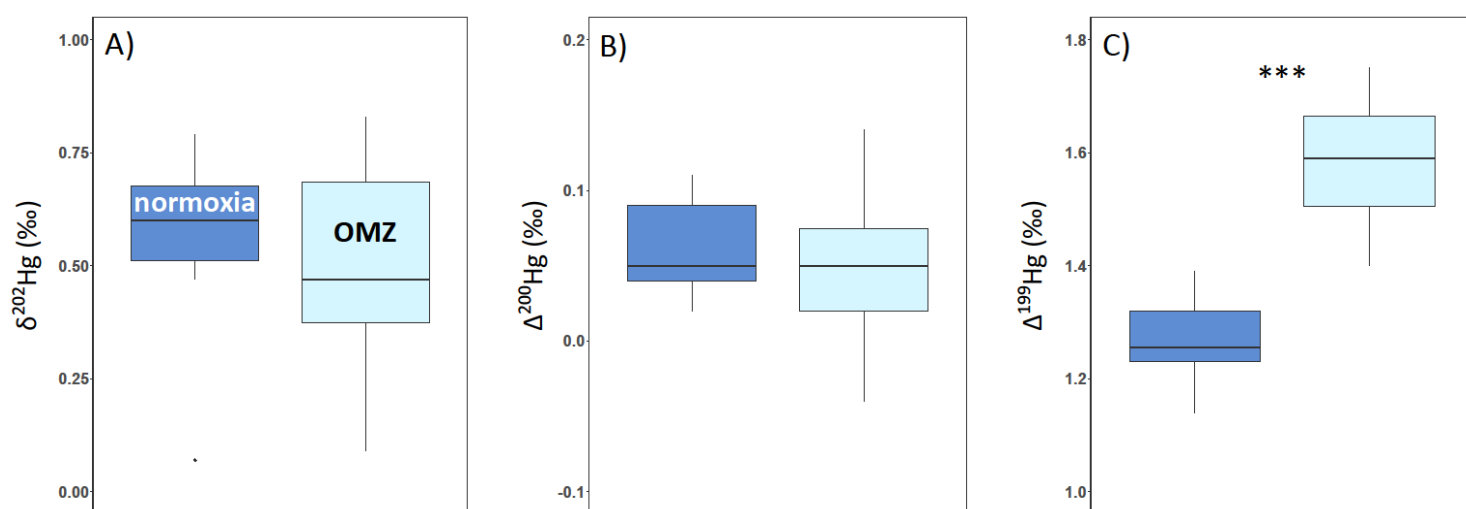 A)
δ²⁰²Hg (‰)
1.00
0.75
0.50
0.25
0.00
normoxia
OMZ
B)
Δ²⁰⁰Hg (‰)
0.2
0.1
0.0
-0.1
C)
Δ¹⁹⁹Hg (‰)
1.8
1.6
1.4
1.2
1.0
***